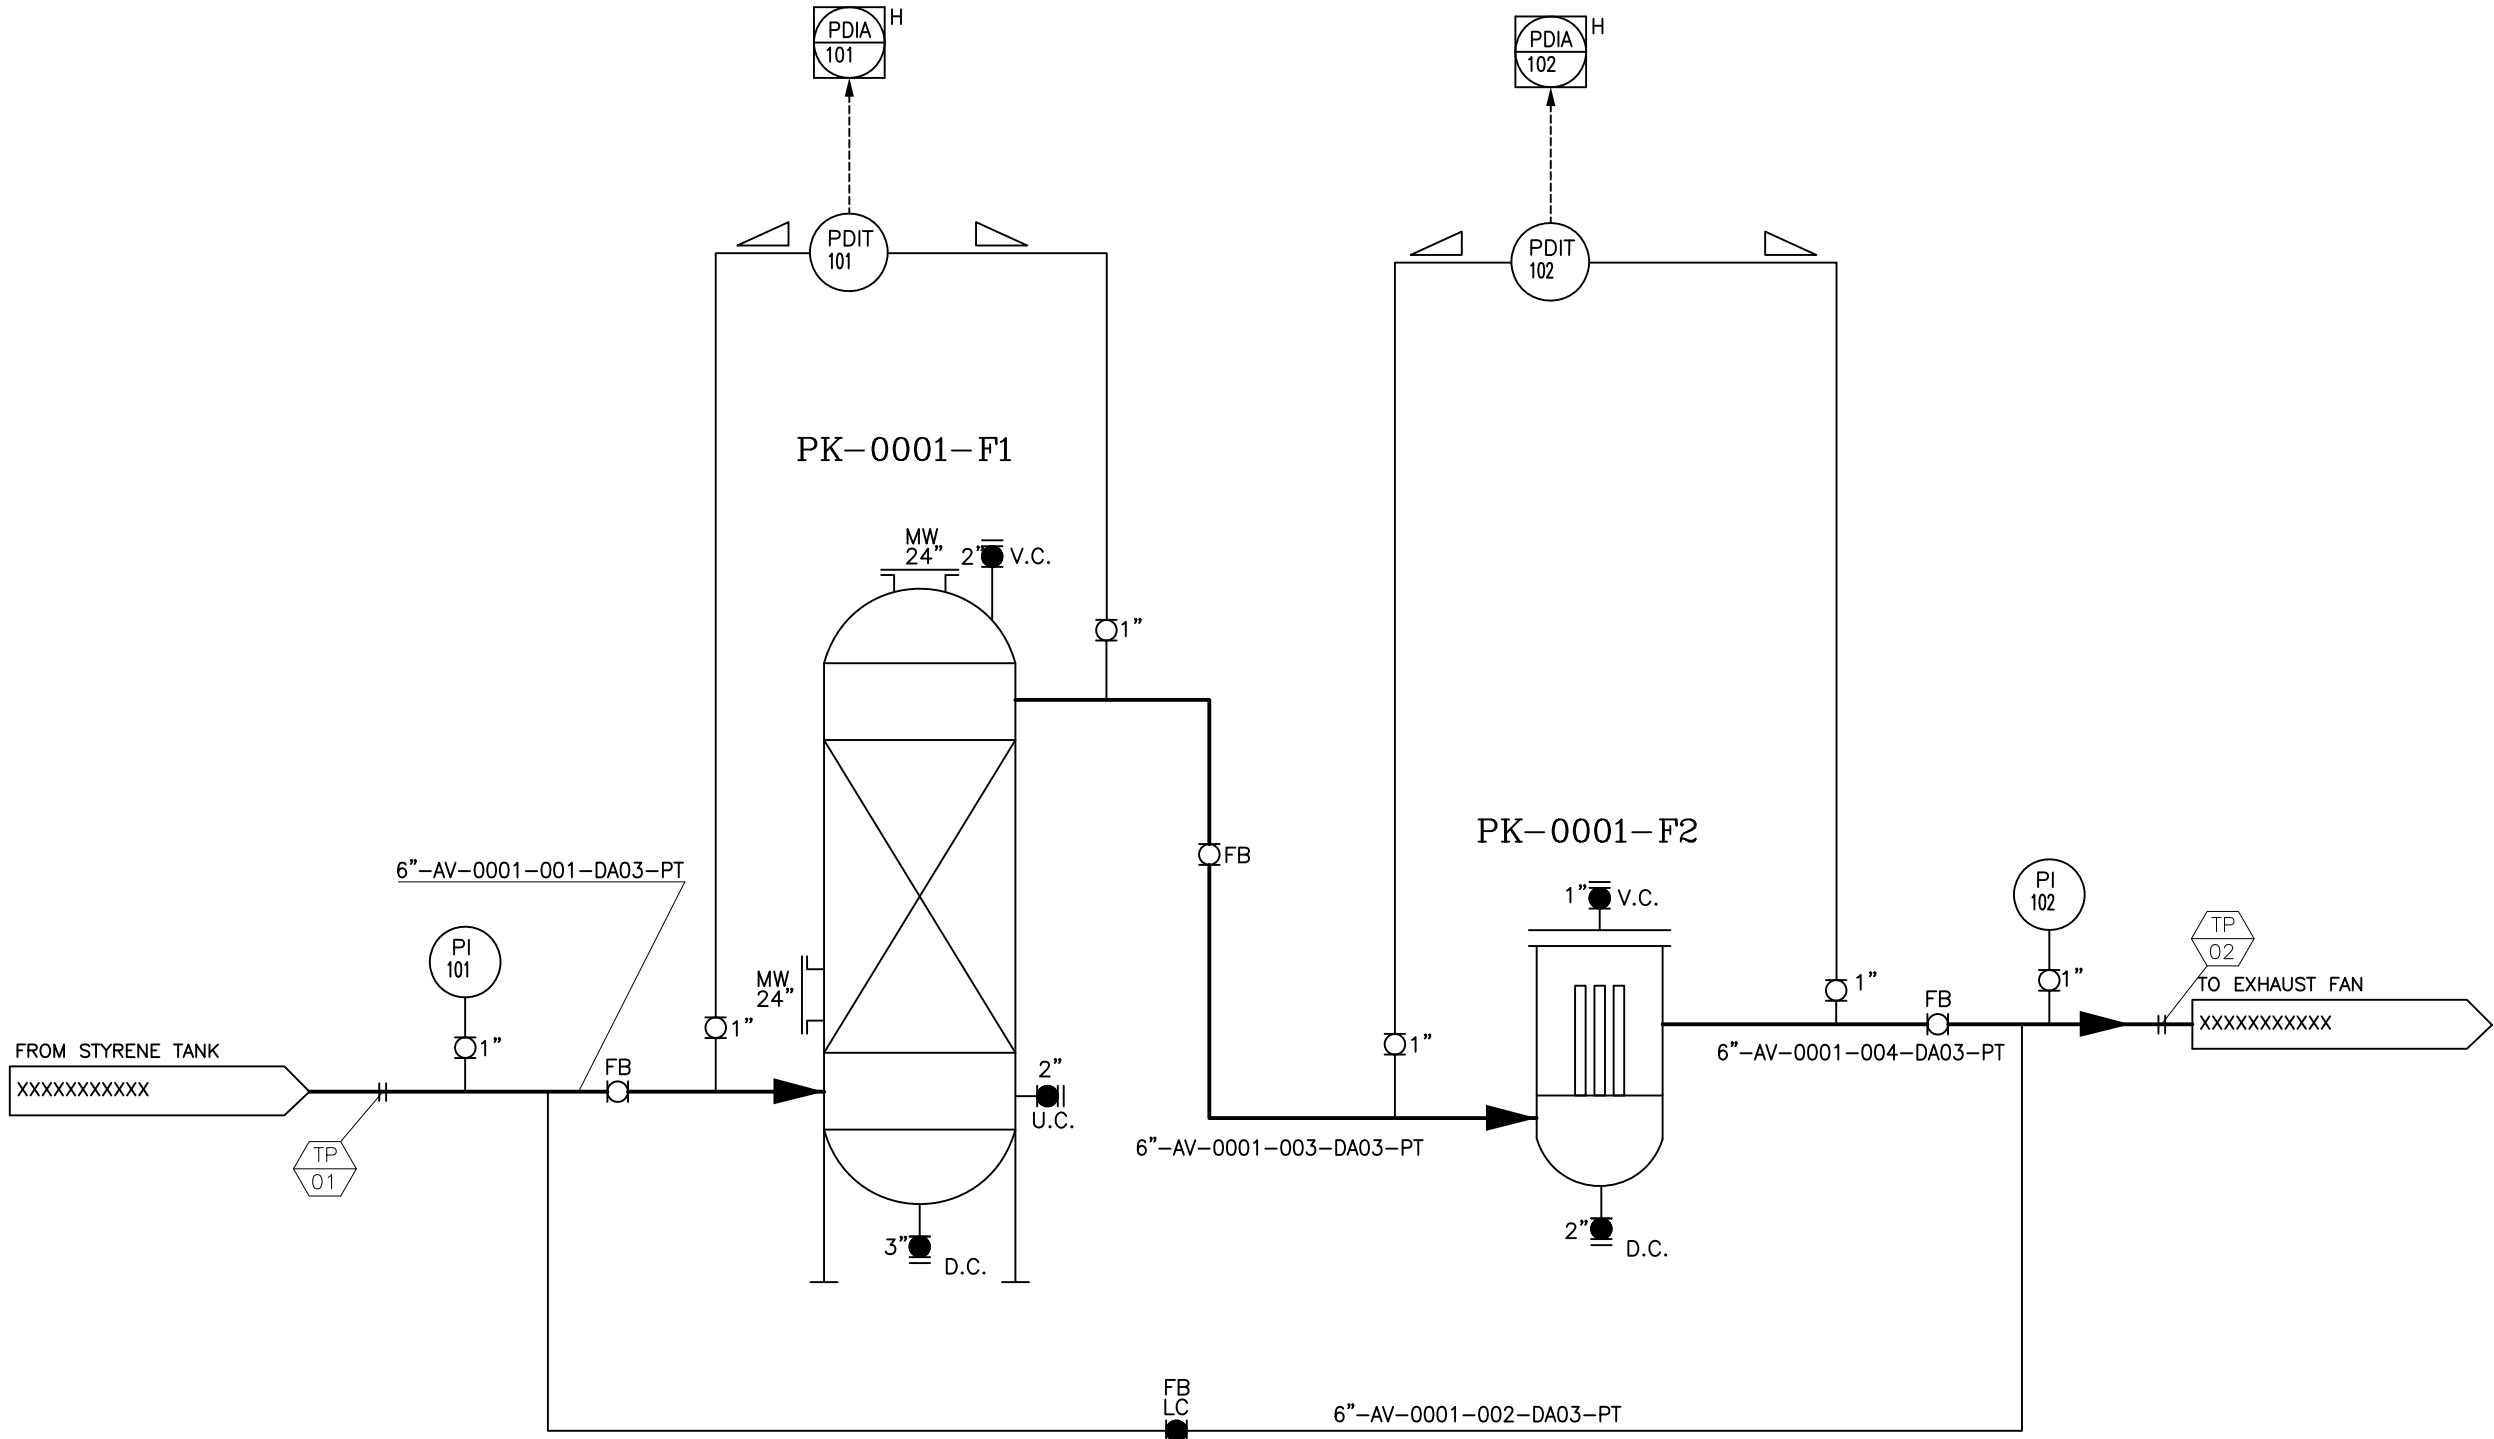 PDIA
101
H
PDIA
102
H
PDIT
101
PDIT
102
PK-0001-F1
MW
24"
2"
V.C.
1"
PK-0001-F2
FB
6"-AV-0001-001-DA03-PT
1"
V.C.
PI
101
PI
102
TP
02
MW
24"
1"
1"
1"
TO EXHAUST FAN
FB
XXXXXXXXXXX
1"
1"
FROM STYRENE TANK
XXXXXXXXXXX
FB
6"-AV-0001-004-DA03-PT
2"
U.C.
6"-AV-0001-003-DA03-PT
TP
01
3"
D.C.
2"
D.C.
FB
LC
6"-AV-0001-002-DA03-PT